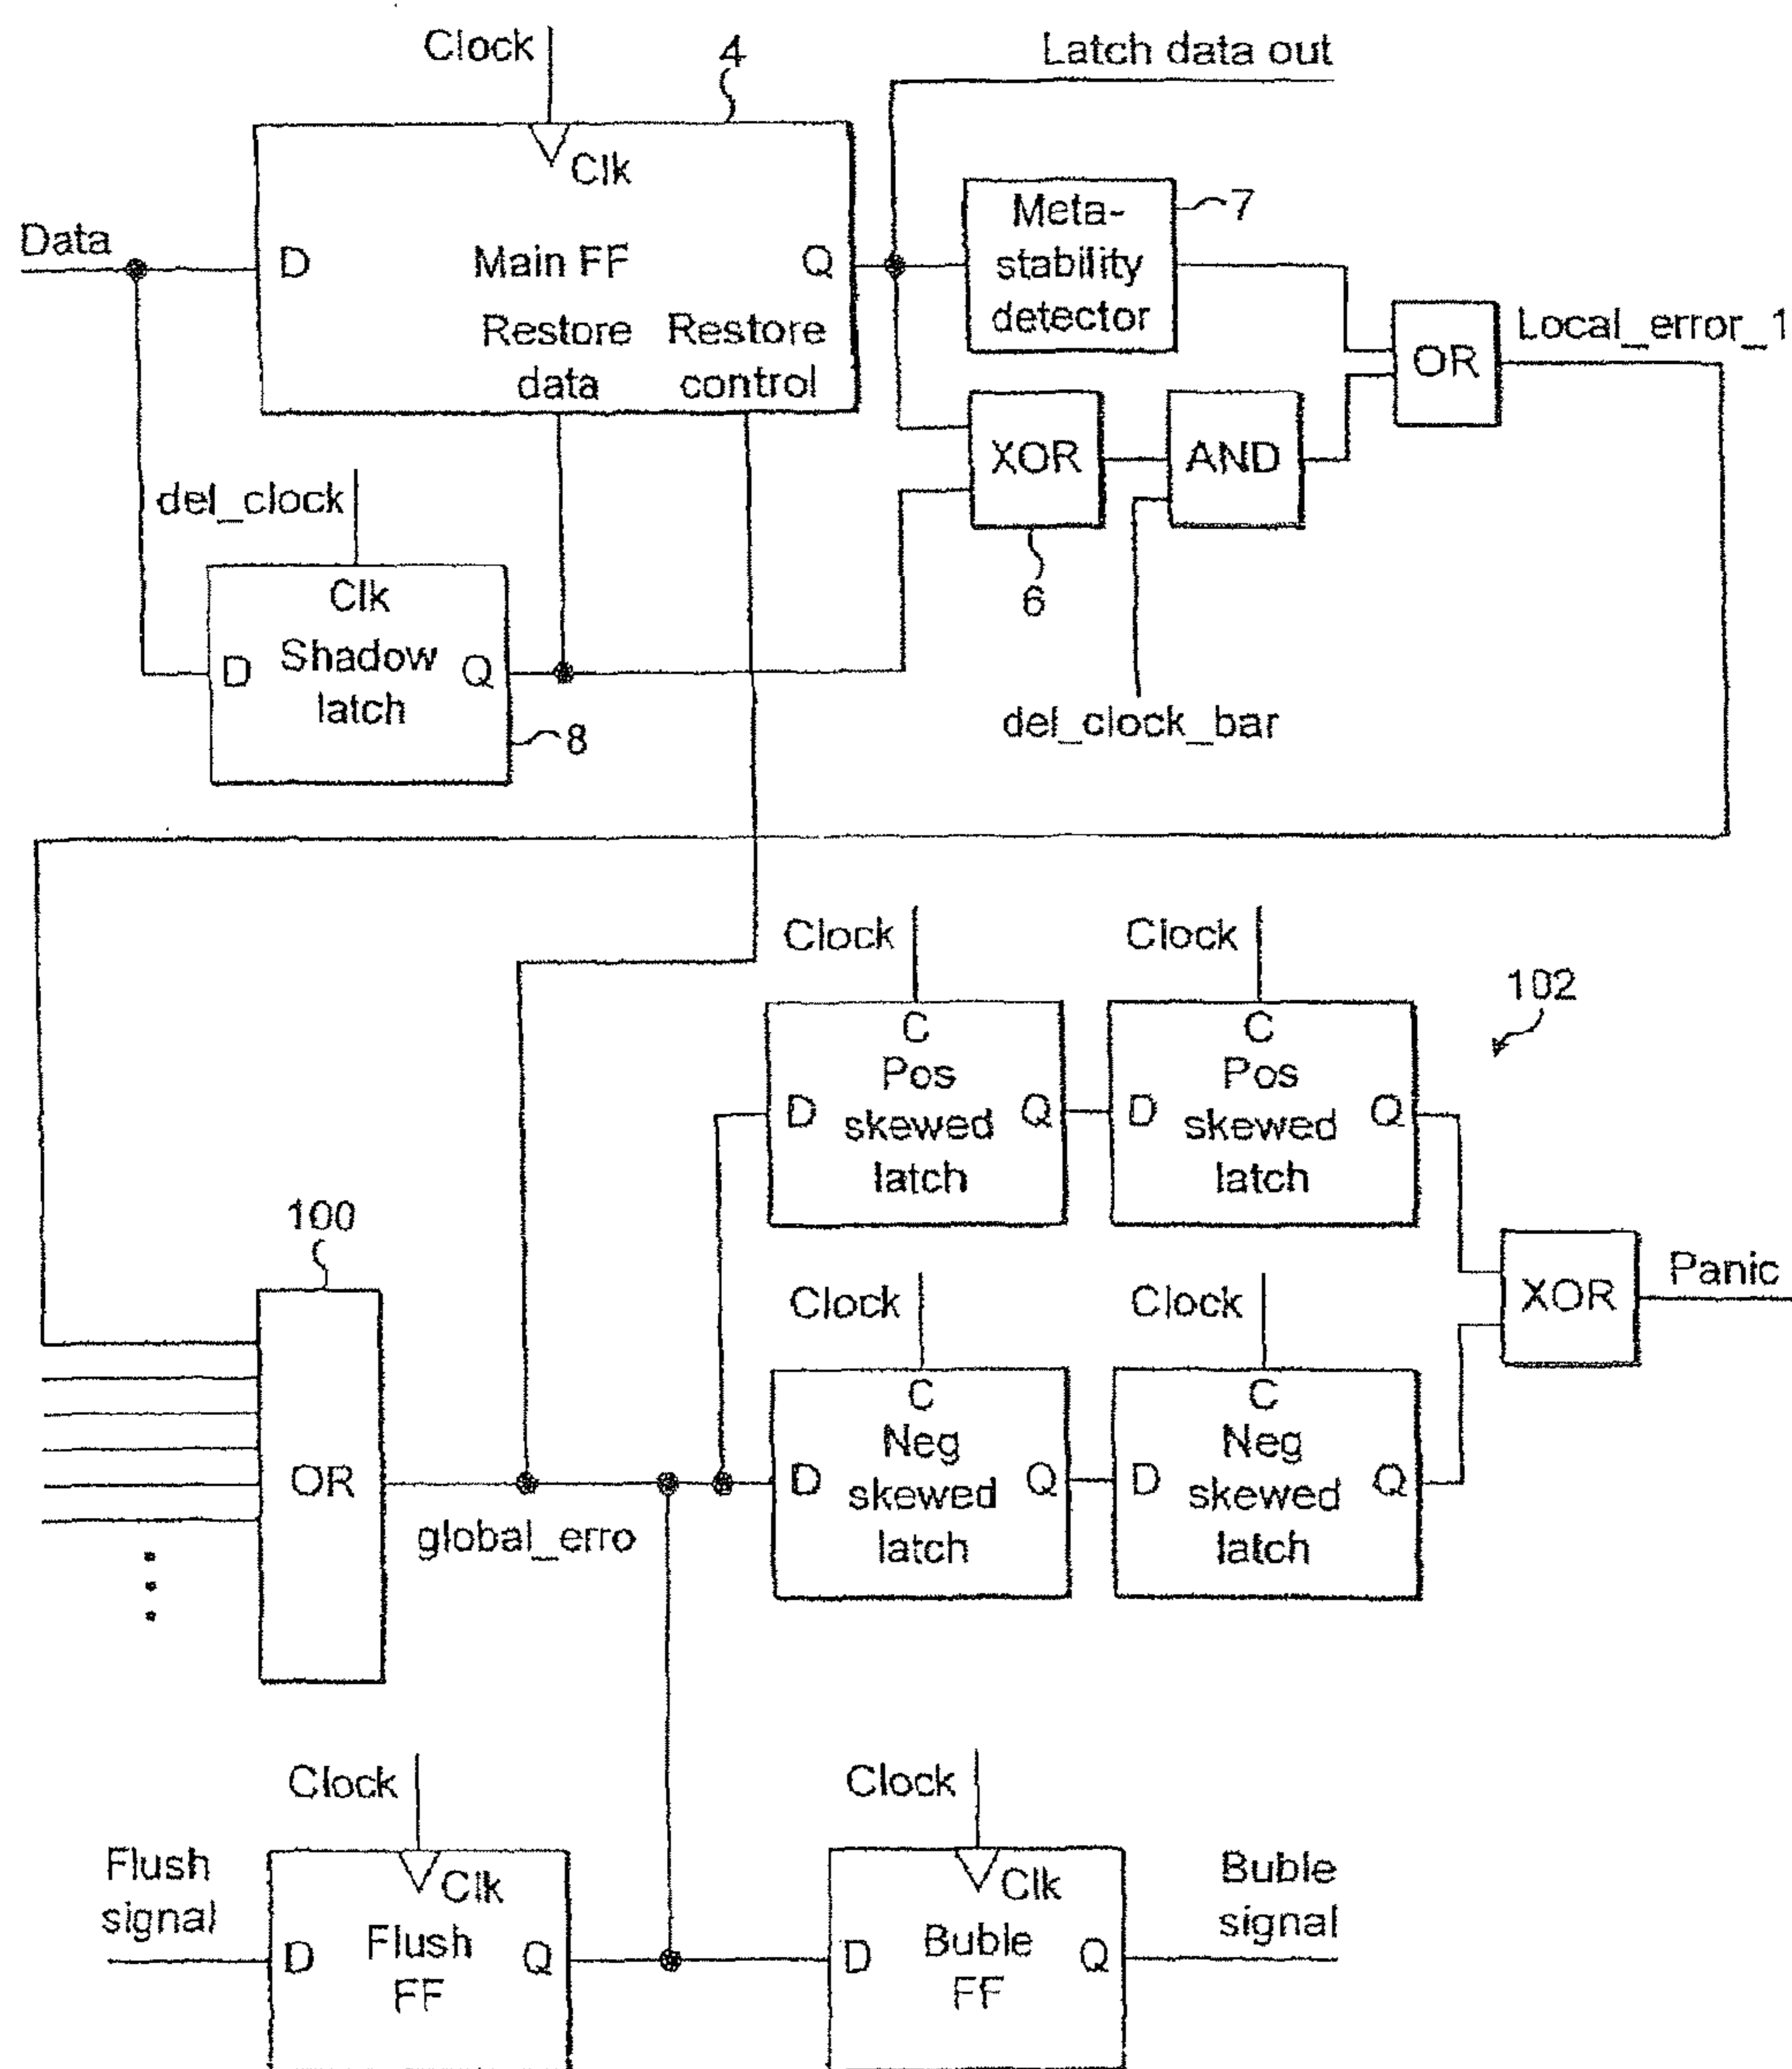 Clock
4
Latch data out
Clk
Data
D
Main FF
Q
Restore
data
Restore
control
Meta-
stability
detector
7
OR
Local_error_1
XOR
6
AND
del_clock_bar
del_clock
Clk
D
Shadow
latch
Q
8
Clock
Clock
102
C
Pos
skewed
latch
D
Q
C
Pos
skewed
latch
D
Q
100
Clock
Clock
XOR
Panic
OR
global_erro
C
Neg
skewed
latch
D
Q
C
Neg
skewed
latch
D
Q
Clock
Clock
Flush
signal
Clk
D
Flush
FF
Q
Clk
D
Buble
FF
Q
Buble
signal